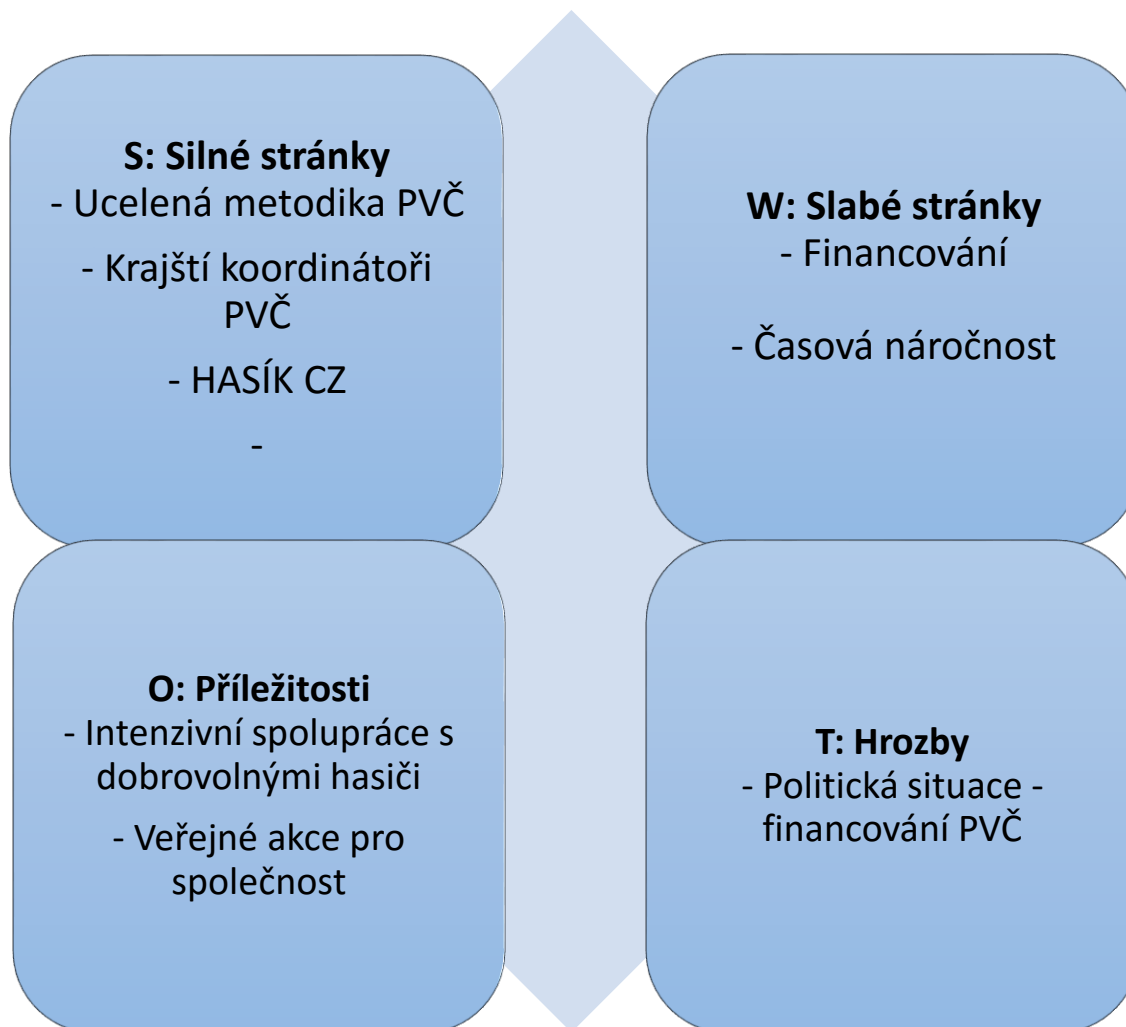 S: Silné stránky
- Ucelená metodika PVČ
- Krajští koordinátoři
PVČ
- HASÍK CZ
-
W: Slabé stránky
- Financování
- Časová náročnost
O: Příležitosti
- Intenzivní spolupráce s
dobrovolnými hasiči
- Veřejné akce pro
společnost
T: Hrozby
- Politická situace -
financování PVČ